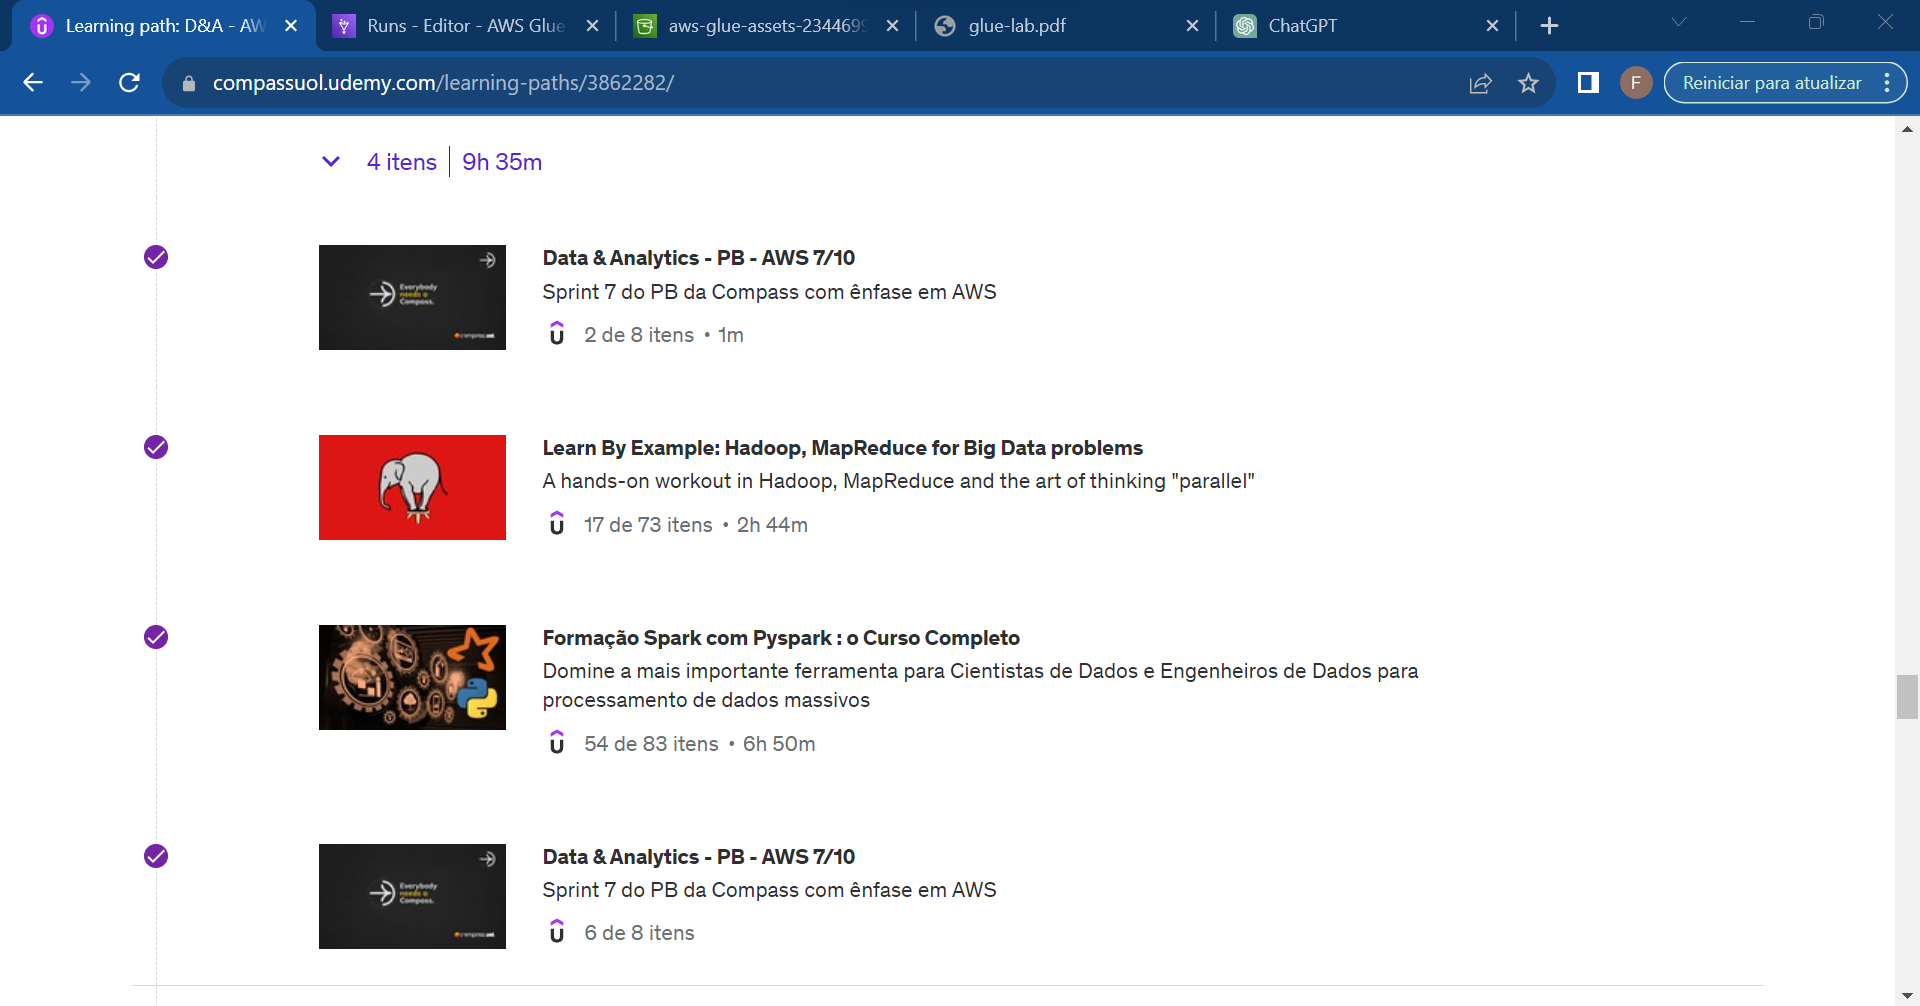 Learning path: D&A - AW
Runs - Editor - AWS Glue
aws-glue-assets-234469
glue-lab.pdf
ChatGPT
compassuol.udemy.com/learning-paths/3862282/
F
Reiniciar para atualizar
4 itens | 9h 35m
Everybody
needs a
Compass.
Data & Analytics - PB - AWS 7/10
Sprint 7 do PB da Compass com ênfase em AWS
2 de 8 itens • 1m
Learn By Example: Hadoop, MapReduce for Big Data problems
A hands-on workout in Hadoop, MapReduce and the art of thinking "parallel"
17 de 73 itens • 2h 44m
Formação Spark com Pyspark : o Curso Completo
Domine a mais importante ferramenta para Cientistas de Dados e Engenheiros de Dados para
processamento de dados massivos
54 de 83 itens • 6h 50m
Everybody
needs a
Compass.
Data & Analytics - PB - AWS 7/10
Sprint 7 do PB da Compass com ênfase em AWS
6 de 8 itens